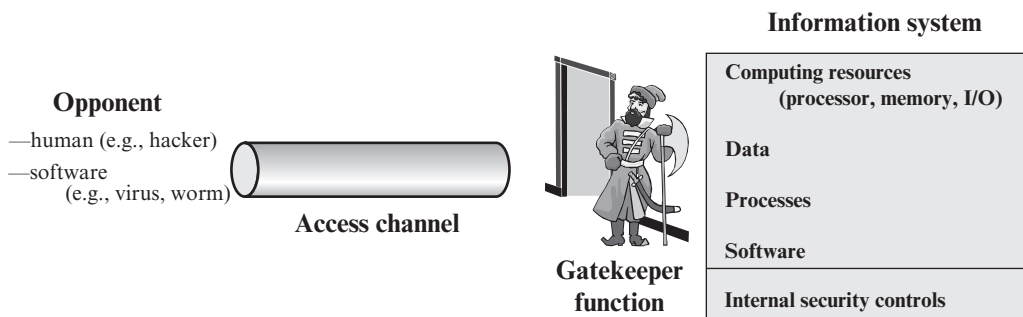 Information system
Opponent
—human (e.g., hacker)
—software
(e.g., virus, worm)
Access channel
Gatekeeper
function
Computing resources
(processor, memory, I/O)
Data
Processes
Software
Internal security controls